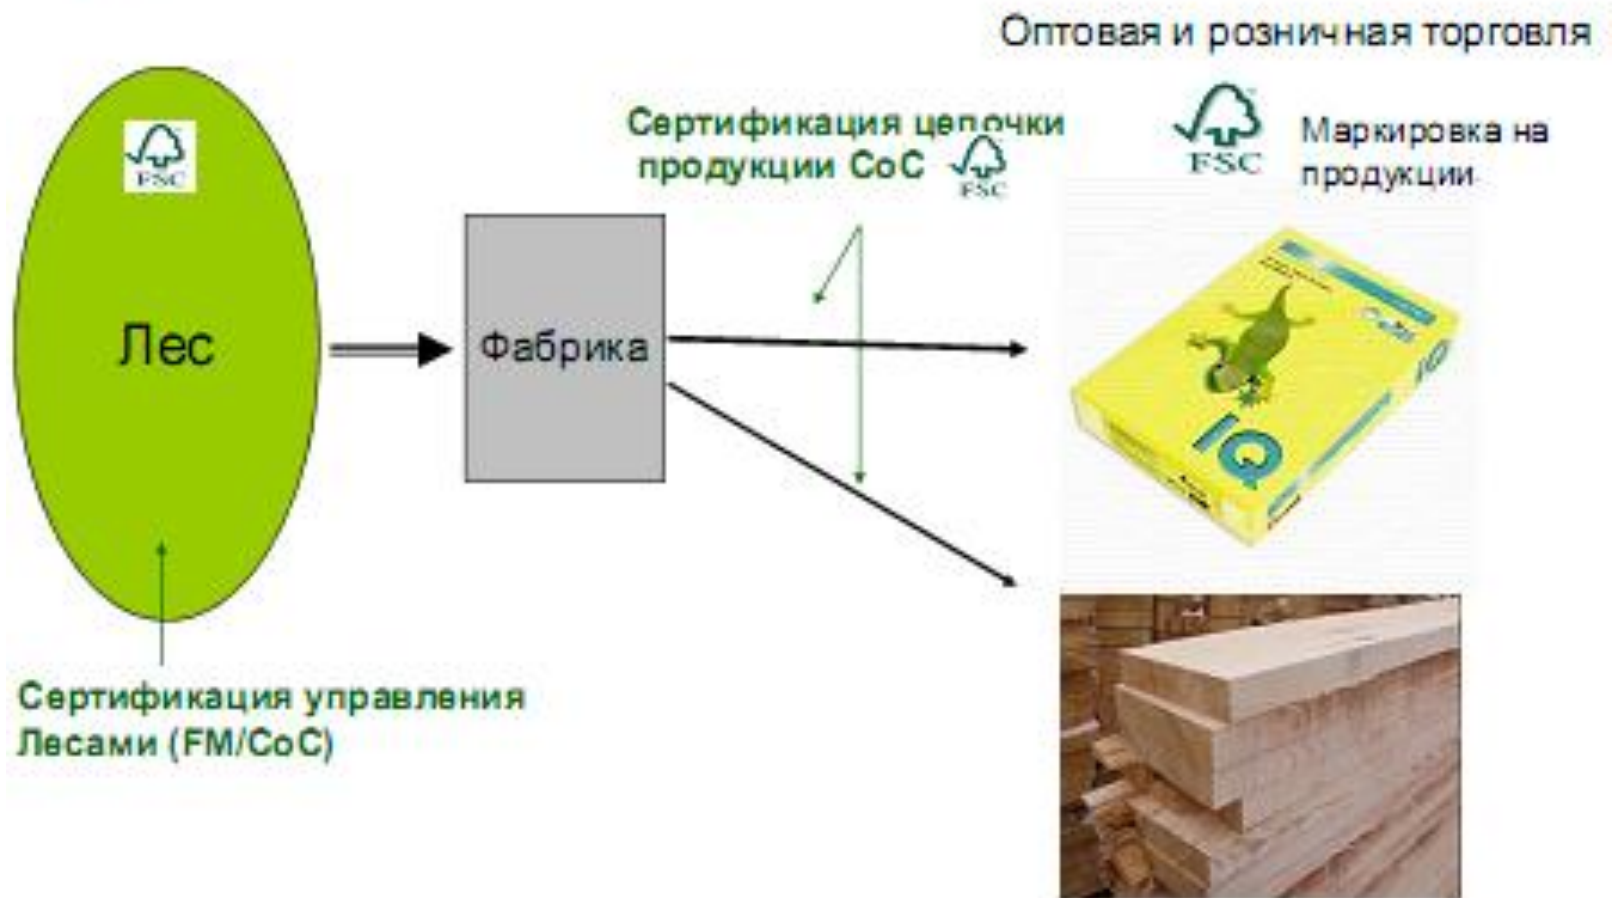 Оптовая и розничная торговля
Сертификация цепочки
продукции CoC
FSC
FSC
Маркировка на
продукции
FSC
Лес
Фабрика
IQ
IQ
Сертификация управления
Лесами (FM/CoC)